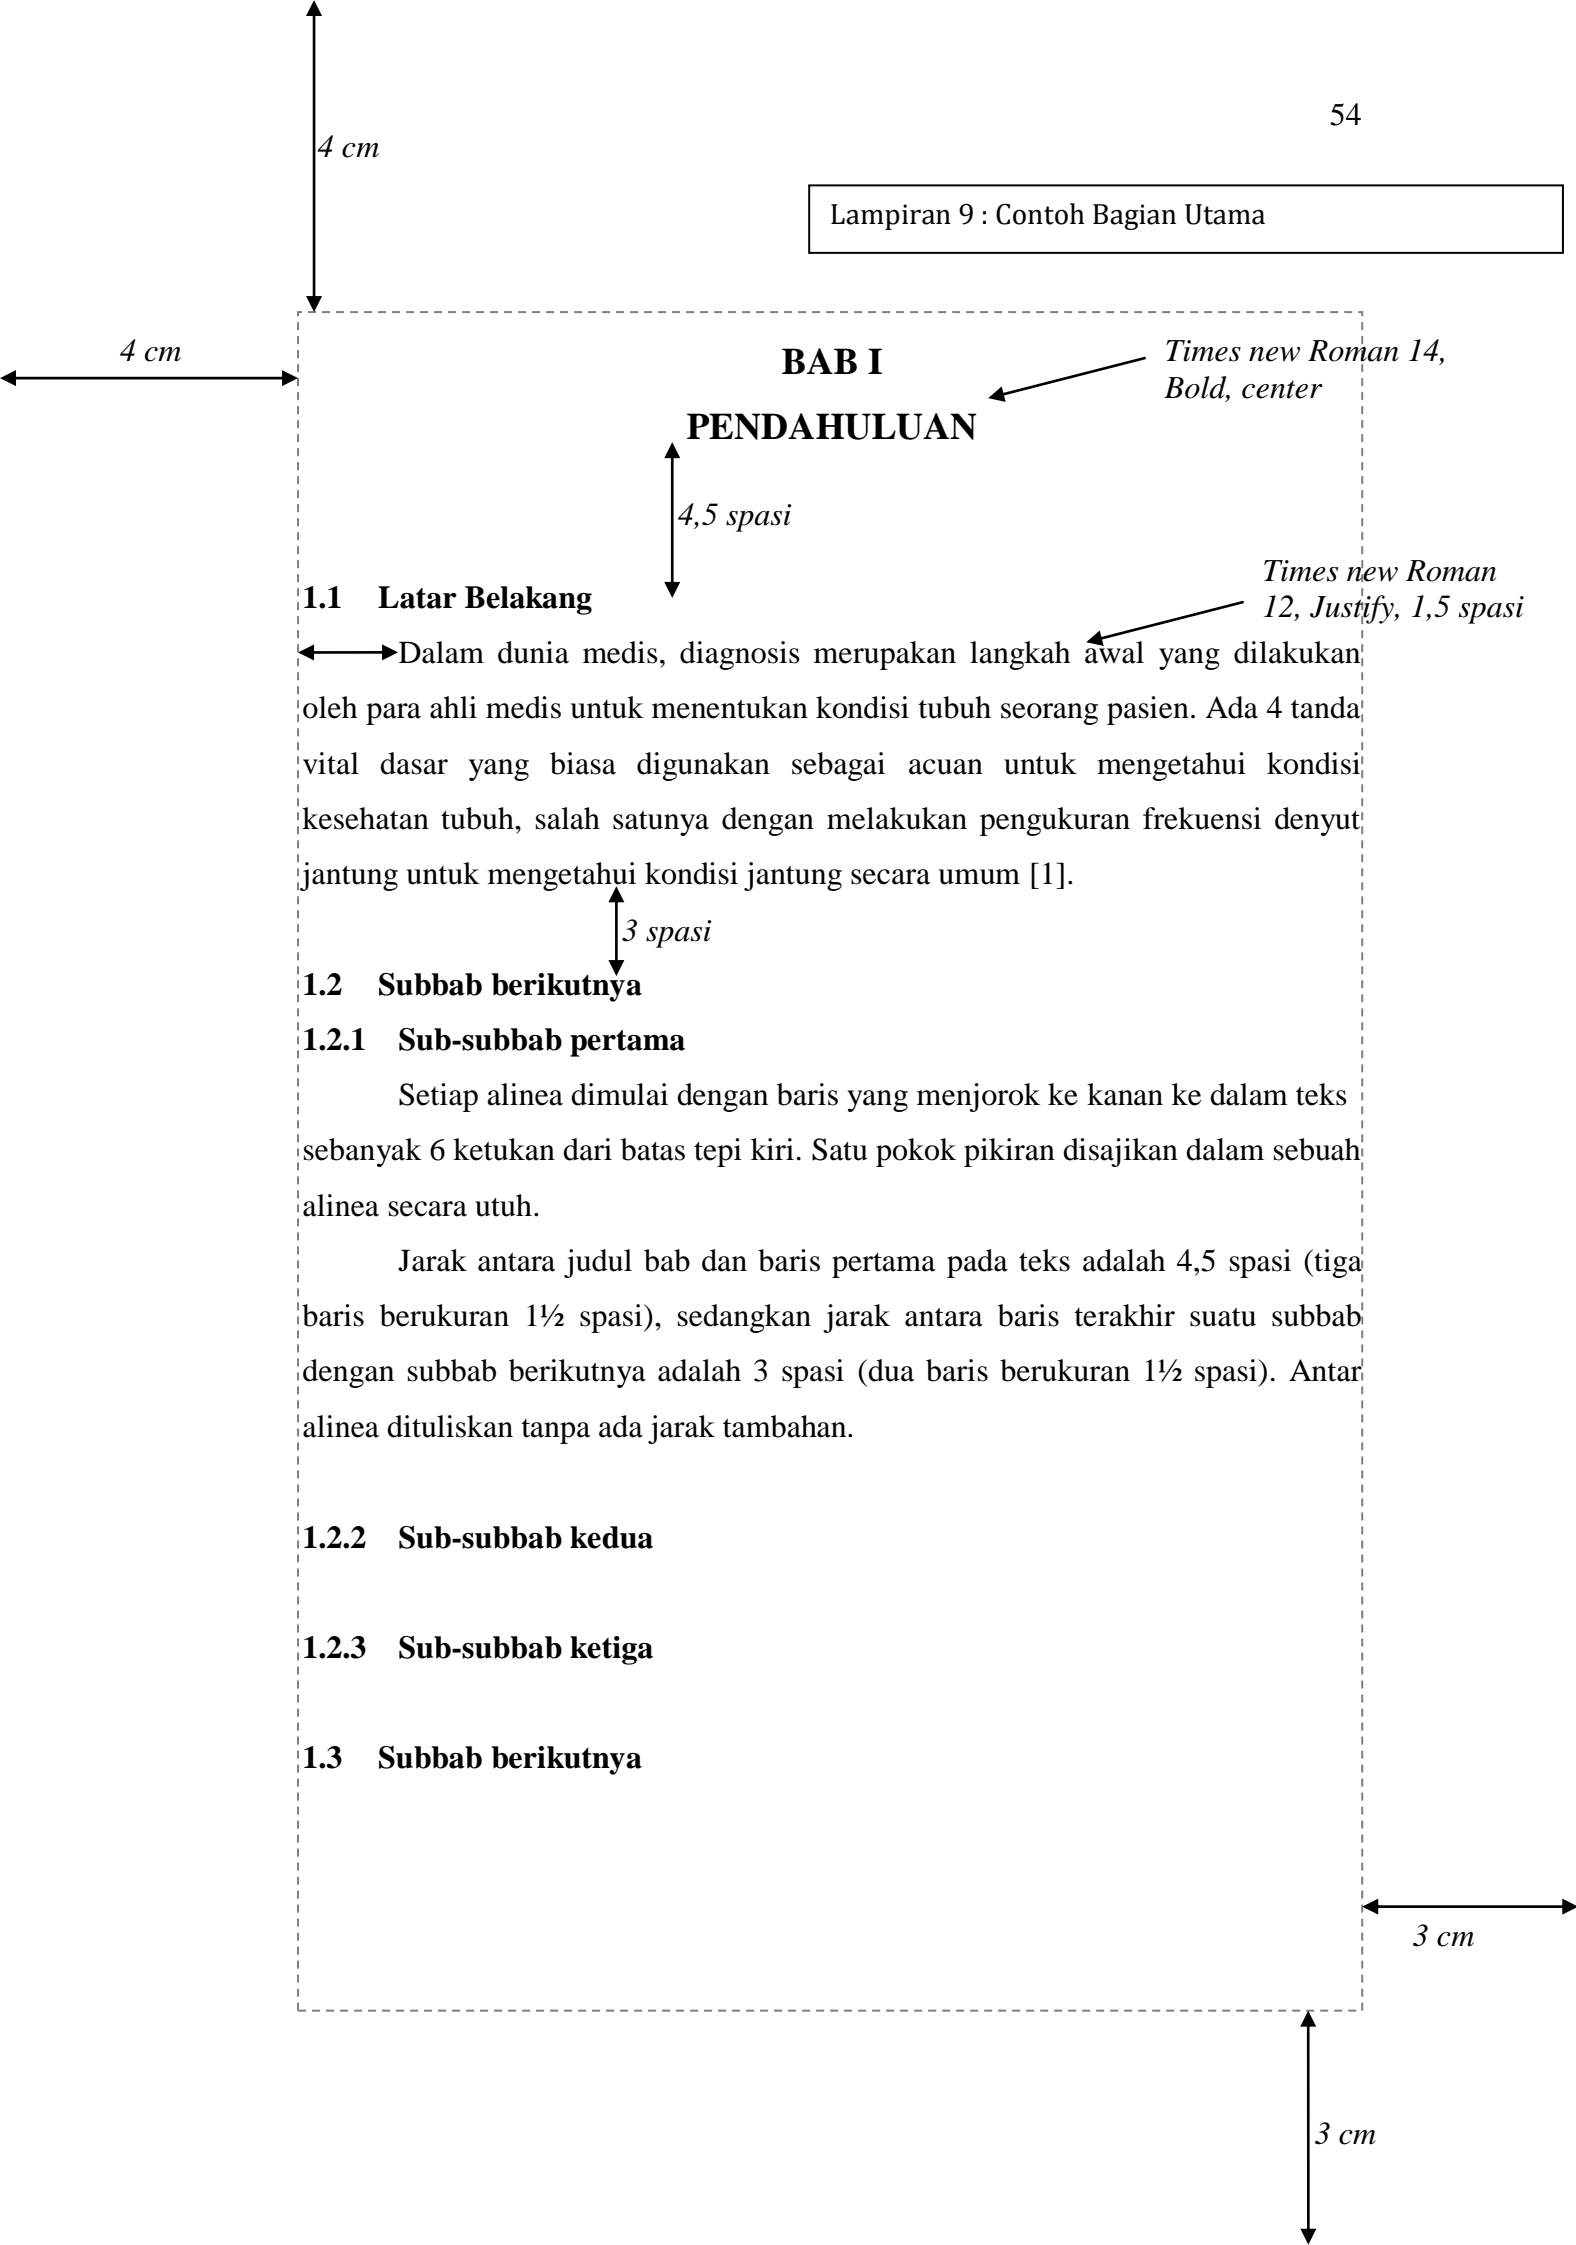 54
4 cm
Lampiran 9 : Contoh Bagian Utama
4 cm
BAB I
Times new Roman 14,
Bold, center
PENDAHULUAN
4,5 spasi
Times new Roman
12, Justify, 1,5 spasi
1.1 Latar Belakang
Dalam dunia medis, diagnosis merupakan langkah awal yang dilakukan
oleh para ahli medis untuk menentukan kondisi tubuh seorang pasien. Ada 4 tanda
vital dasar yang biasa digunakan sebagai acuan untuk mengetahui kondisi
kesehatan tubuh, salah satunya dengan melakukan pengukuran frekuensi denyut
jantung untuk mengetahui kondisi jantung secara umum [1].
3 spasi
1.2 Subbab berikutnya
1.2.1 Sub-subbab pertama
Setiap alinea dimulai dengan baris yang menjorok ke kanan ke dalam teks
sebanyak 6 ketukan dari batas tepi kiri. Satu pokok pikiran disajikan dalam sebuah
alinea secara utuh.
Jarak antara judul bab dan baris pertama pada teks adalah 4,5 spasi (tiga
baris berukuran 1½ spasi), sedangkan jarak antara baris terakhir suatu subbab
dengan subbab berikutnya adalah 3 spasi (dua baris berukuran 1½ spasi). Antar
alinea dituliskan tanpa ada jarak tambahan.
1.2.2 Sub-subbab kedua
1.2.3 Sub-subbab ketiga
1.3 Subbab berikutnya
3 cm
3 cm